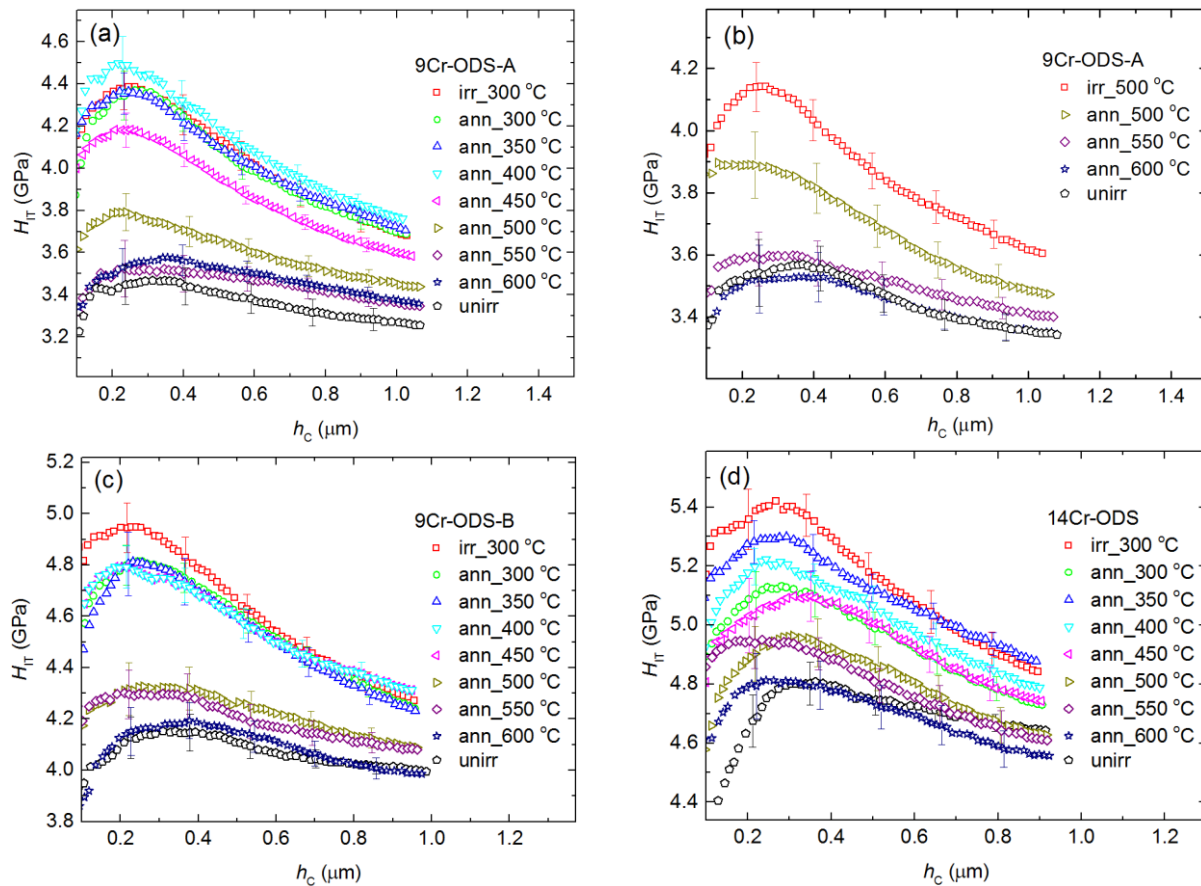 (a)
9Cr-ODS-A
irr_300 °C
ann_300 °C
ann_350 °C
ann_400 °C
ann_450 °C
ann_500 °C
ann_550 °C
ann_600 °C
unirr
4.6
4.4
4.2
4.0
3.8
3.6
3.4
3.2
H_IT (GPa)
0.2 0.4 0.6 0.8 1.0 1.2 1.4
h_C (μm)
(b)
9Cr-ODS-A
irr_500 °C
ann_500 °C
ann_550 °C
ann_600 °C
unirr
4.2
4.0
3.8
3.6
3.4
H_IT (GPa)
0.2 0.4 0.6 0.8 1.0 1.2 1.4
h_C (μm)
(c)
9Cr-ODS-B
irr_300 °C
ann_300 °C
ann_350 °C
ann_400 °C
ann_450 °C
ann_500 °C
ann_550 °C
ann_600 °C
unirr
5.2
5.0
4.8
4.6
4.4
4.2
4.0
3.8
H_IT (GPa)
0.2 0.4 0.6 0.8 1.0 1.2
h_C (μm)
(d)
14Cr-ODS
irr_300 °C
ann_300 °C
ann_350 °C
ann_400 °C
ann_450 °C
ann_500 °C
ann_550 °C
ann_600 °C
unirr
5.4
5.2
5.0
4.8
4.6
4.4
H_IT (GPa)
0.2 0.4 0.6 0.8 1.0 1.2
h_C (μm)